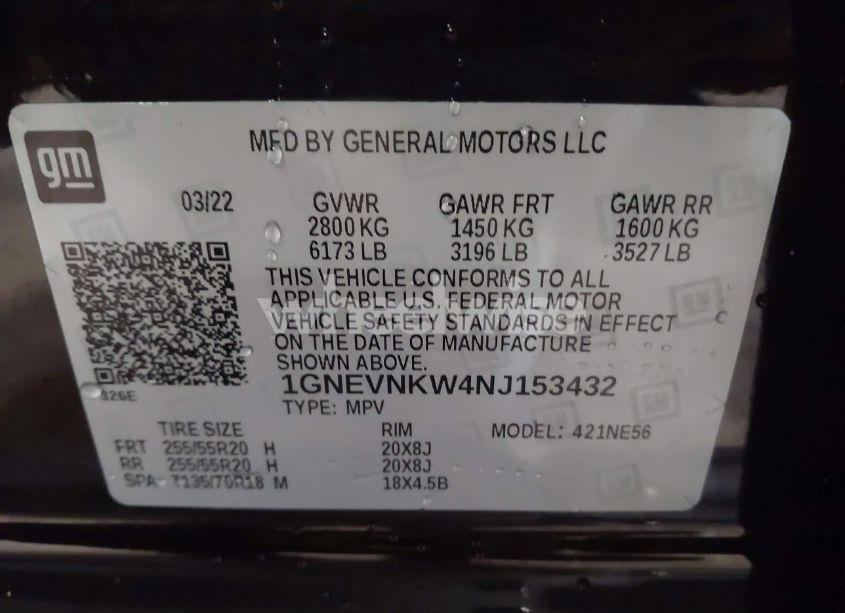 gm
MFD BY GENERAL MOTORS LLC
03/22 GVWR GAWR FRT GAWR RR
2800 KG 1450 KG 1600 KG
6173 LB 3196 LB 3527 LB
THIS VEHICLE CONFORMS TO ALL
APPLICABLE U.S. FEDERAL MOTOR
VEHICLE SAFETY STANDARDS IN EFFECT
ON THE DATE OF MANUFACTURE
SHOWN ABOVE.
826E
1GNEVNKW4NJ153432
TYPE: MPV
TIRE SIZE RIM MODEL: 421NE56
FRT 255/55R20 H 20X8J
RR 255/55R20 H 20X8J
SPA T135/70R18 M 18X4.5B